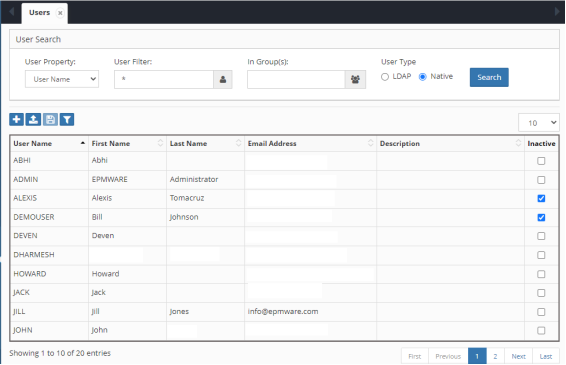 Users ×
User Search
User Property: User Filter: In Group(s): User Type
User Name * LDAP Native Search
10
User Name First Name Last Name Email Address Description Inactive
ABHI Abhi
ADMIN EPMWARE Administrator
ALEXIS Alexis Tomacruz
DEMOUSER Bill Johnson
DEVEN Deven
DHARMESH
HOWARD Howard
JACK Jack
JILL Jill Jones info@epmware.com
JOHN John
Showing 1 to 10 of 20 entries First Previous 1 2 Next Last